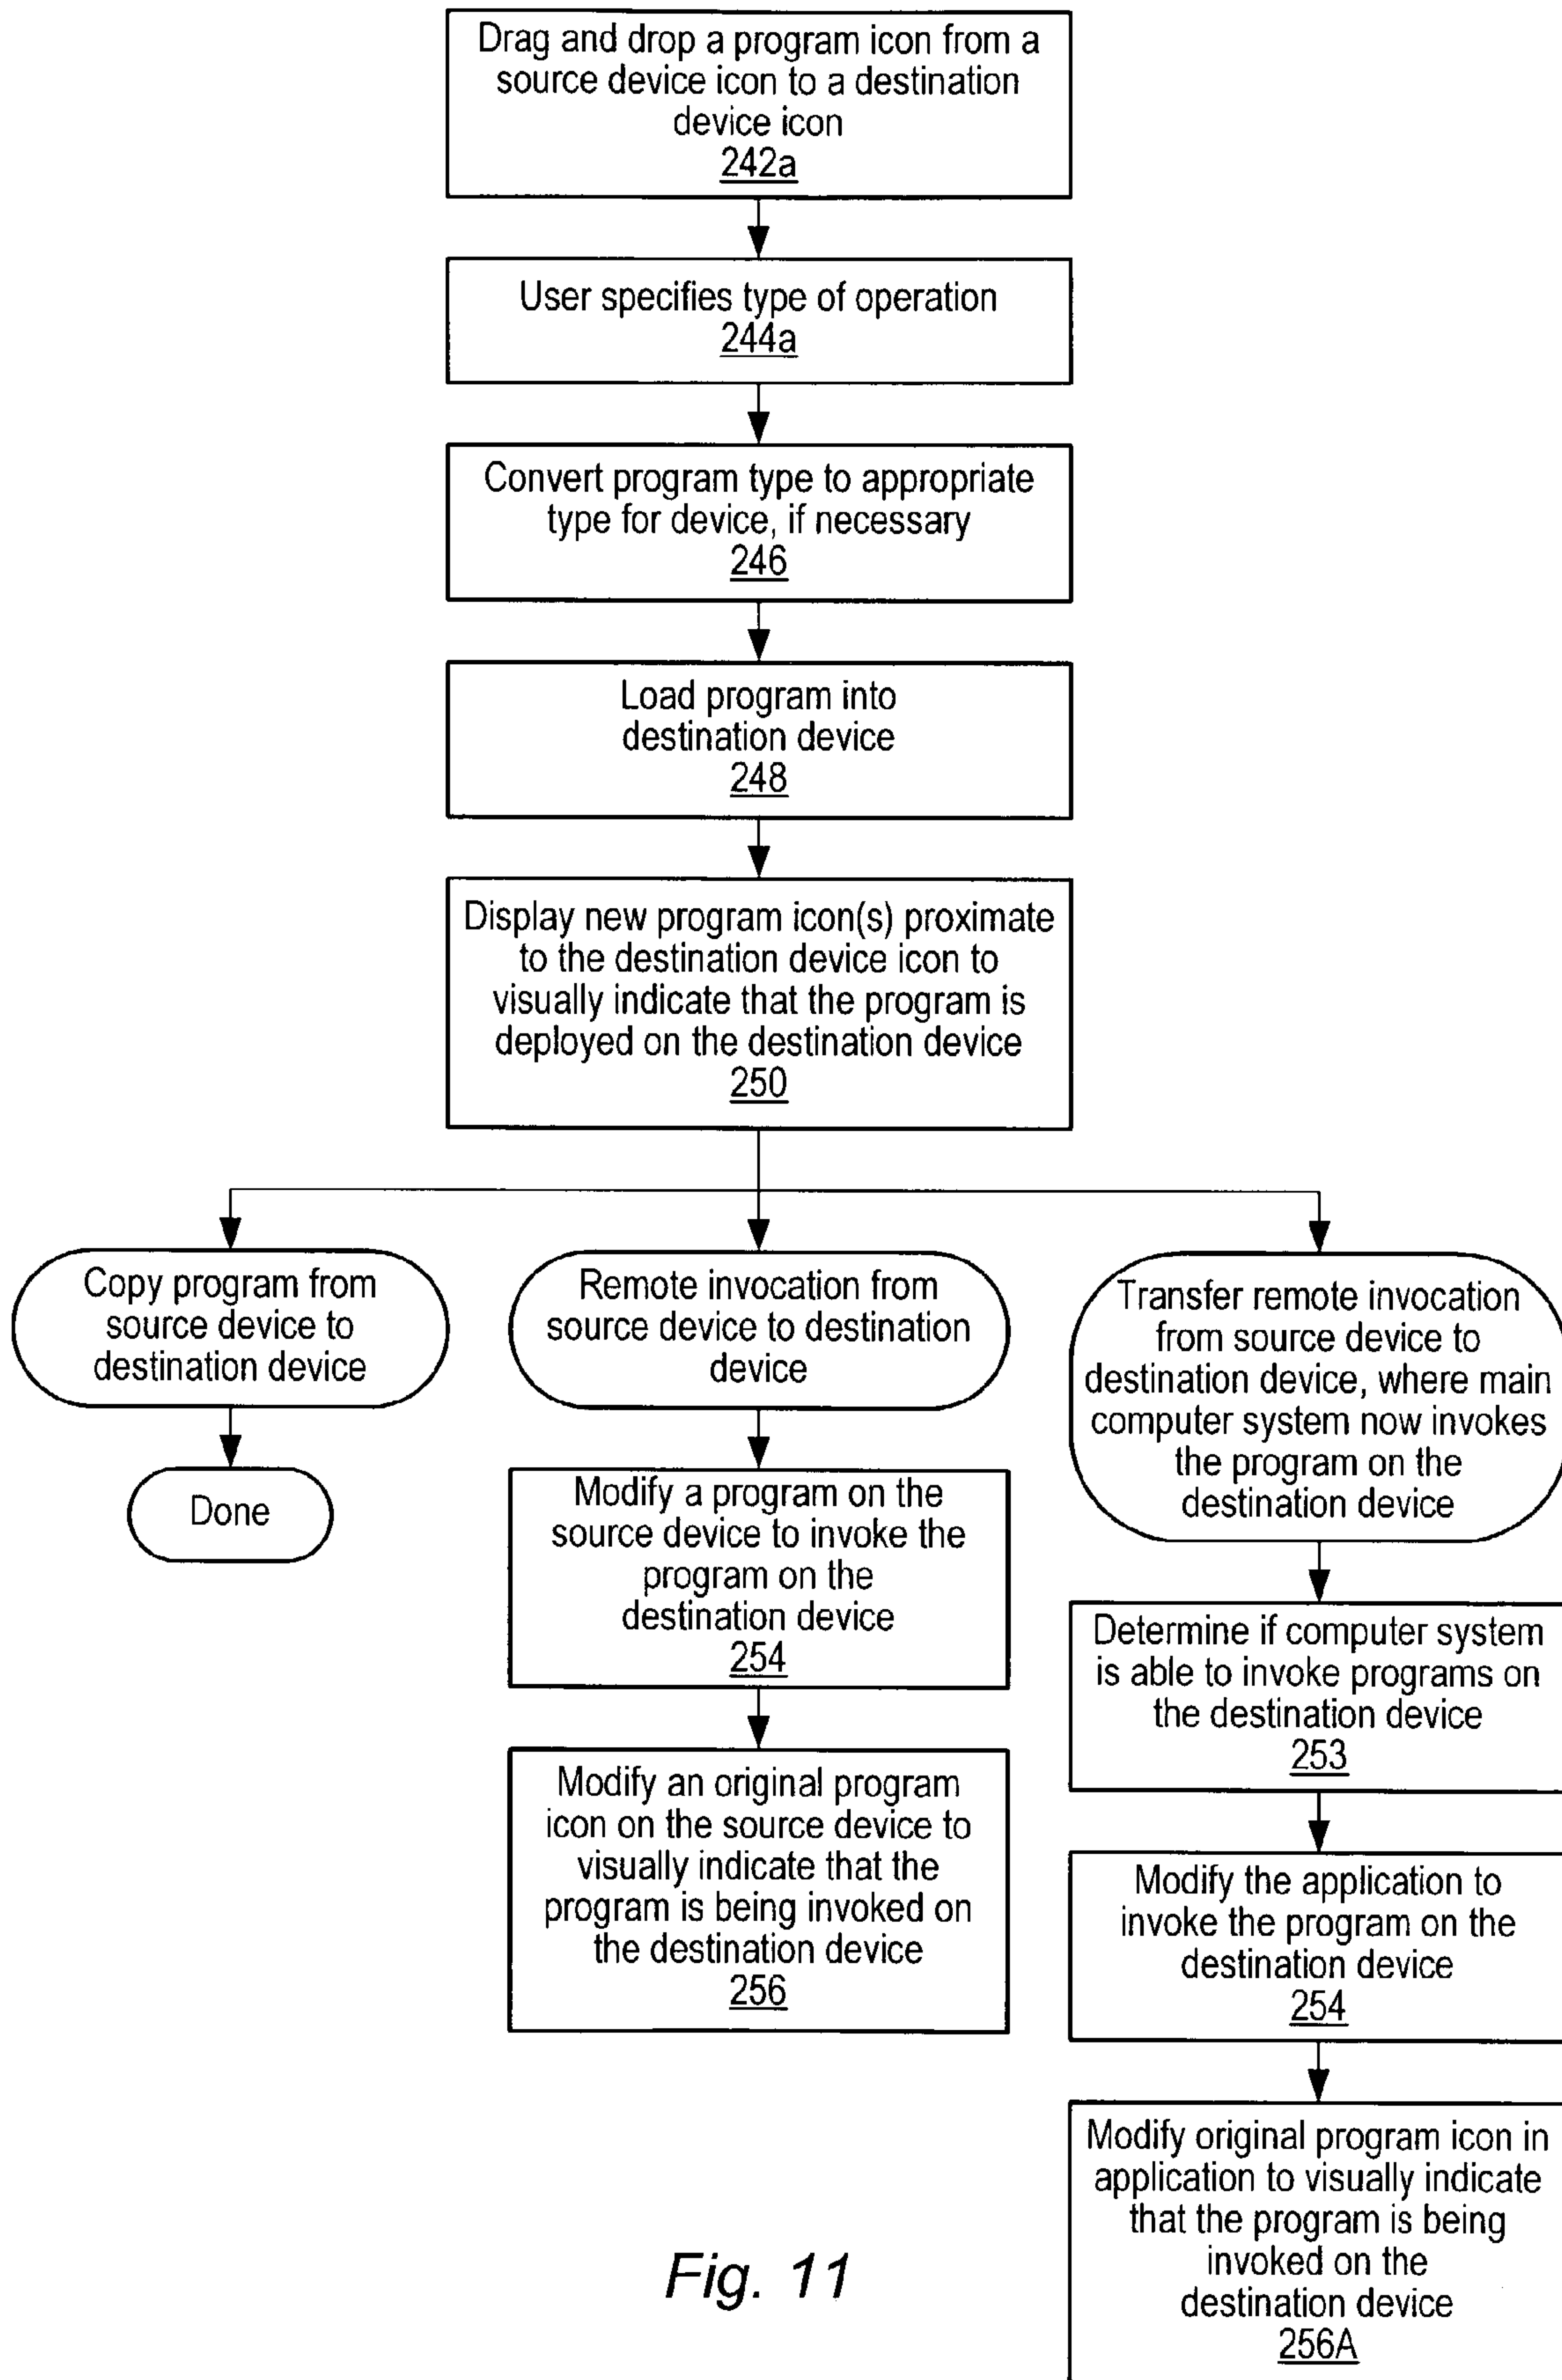 Drag and drop a program icon from a
source device icon to a destination
device icon
242a
User specifies type of operation
244a
Convert program type to appropriate
type for device, if necessary
246
Load program into
destination device
248
Display new program icon(s) proximate
to the destination device icon to
visually indicate that the program is
deployed on the destination device
250
Copy program from
source device to
destination device
Done
Remote invocation from
source device to destination
device
Modify a program on the
source device to invoke the
program on the
destination device
254
Modify an original program
icon on the source device to
visually indicate that the
program is being invoked on
the destination device
256
Transfer remote invocation
from source device to
destination device, where main
computer system now invokes
the program on the
destination device
Determine if computer system
is able to invoke programs on
the destination device
253
Modify the application to
invoke the program on the
destination device
254
Modify original program icon in
application to visually indicate
that the program is being
invoked on the
destination device
256A
Fig. 11